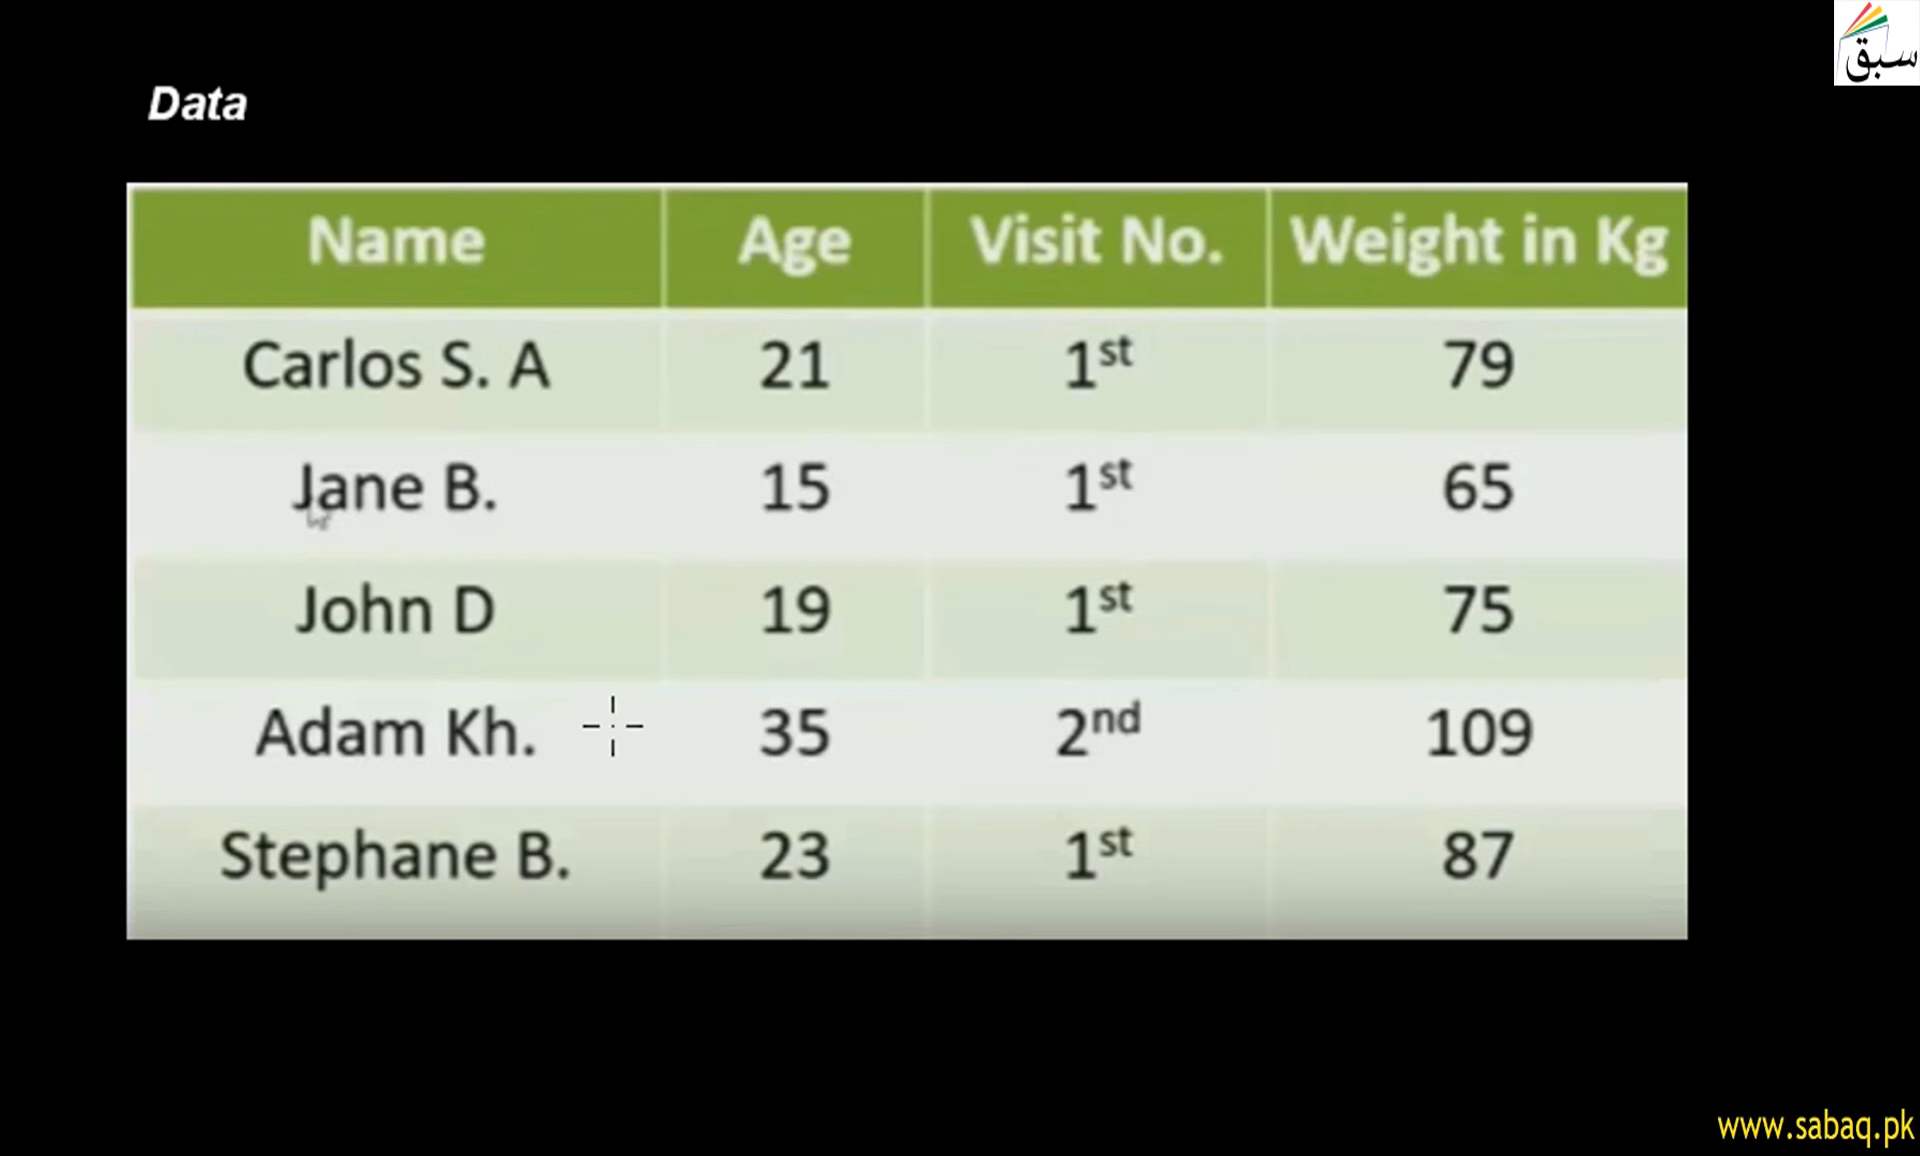 سبق
Data
Name Age Visit No. Weight in Kg
Carlos S. A 21 1st 79
Jane B. 15 1st 65
John D 19 1st 75
Adam Kh. 35 2nd 109
Stephane B. 23 1st 87
www.sabaq.pk